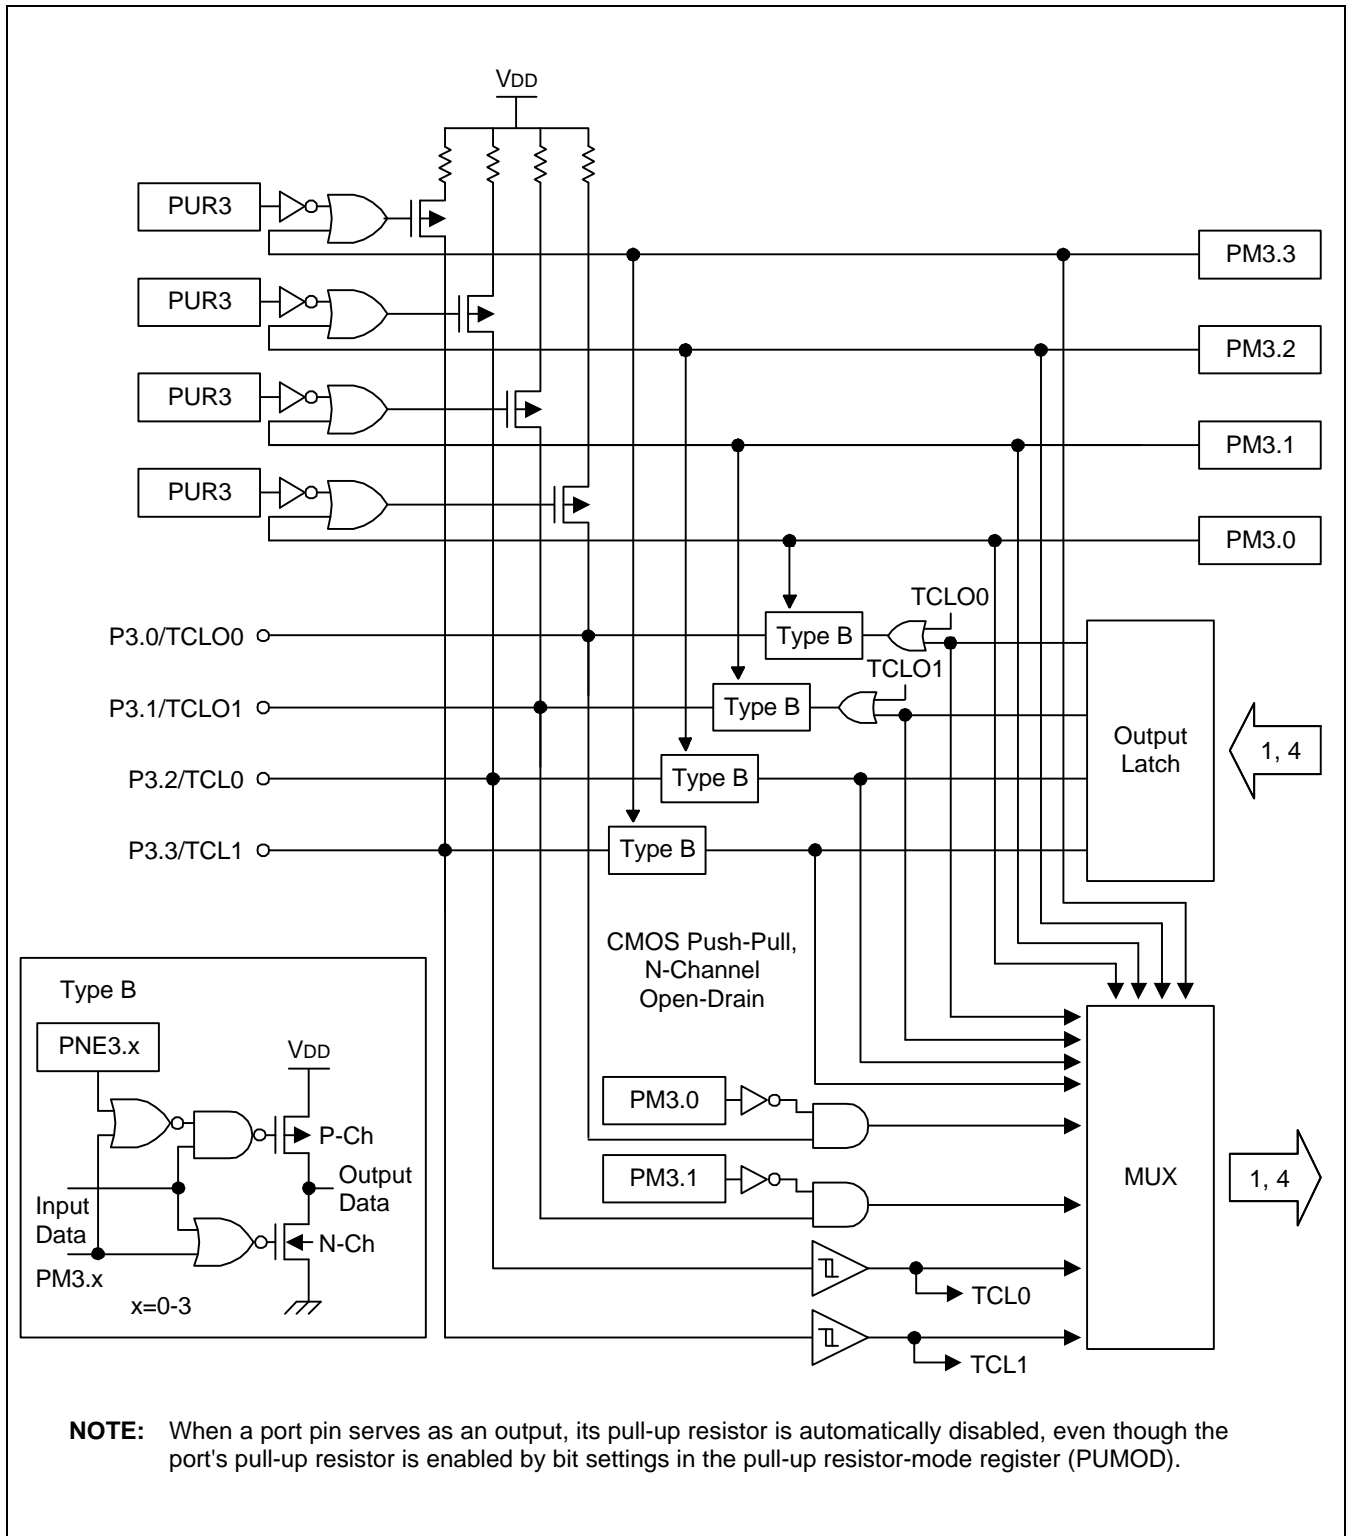 VDD
PUR3
PM3.3
PUR3
PM3.2
PUR3
PM3.1
PUR3
PM3.0
TCLO0
P3.0/TCLO0
Type B
TCLO1
P3.1/TCLO1
Type B
Output
Latch
1, 4
P3.2/TCL0
Type B
P3.3/TCL1
Type B
CMOS Push-Pull,
N-Channel
Open-Drain
Type B
PNE3.x
VDD
P-Ch
Output
Data
Input
Data
N-Ch
PM3.x
x=0-3
PM3.0
PM3.1
MUX
1, 4
TCL0
TCL1
NOTE: When a port pin serves as an output, its pull-up resistor is automatically disabled, even though the
port's pull-up resistor is enabled by bit settings in the pull-up resistor-mode register (PUMOD).